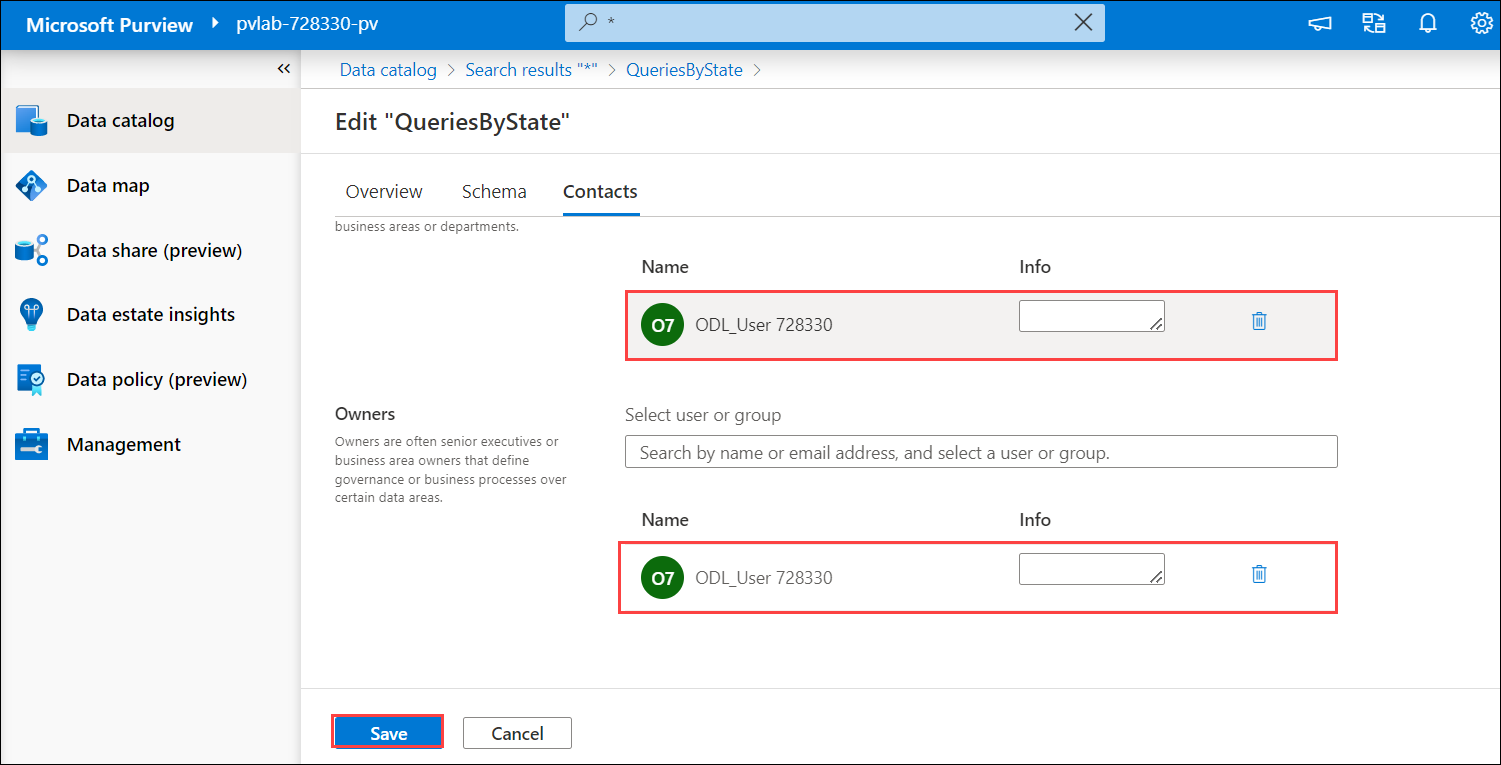 Microsoft Purview pvlab-728330-pv
*
Data catalog > Search results "*" > QueriesByState >
Data catalog
Data map
Data share (preview)
Data estate insights
Data policy (preview)
Management
Edit "QueriesByState"
Overview Schema Contacts
business areas or departments.
Name Info
O7 ODL_User 728330
Owners
Owners are often senior executives or
business area owners that define
governance or business processes over
certain data areas.
Select user or group
Search by name or email address, and select a user or group.
Name Info
O7 ODL_User 728330
Save Cancel